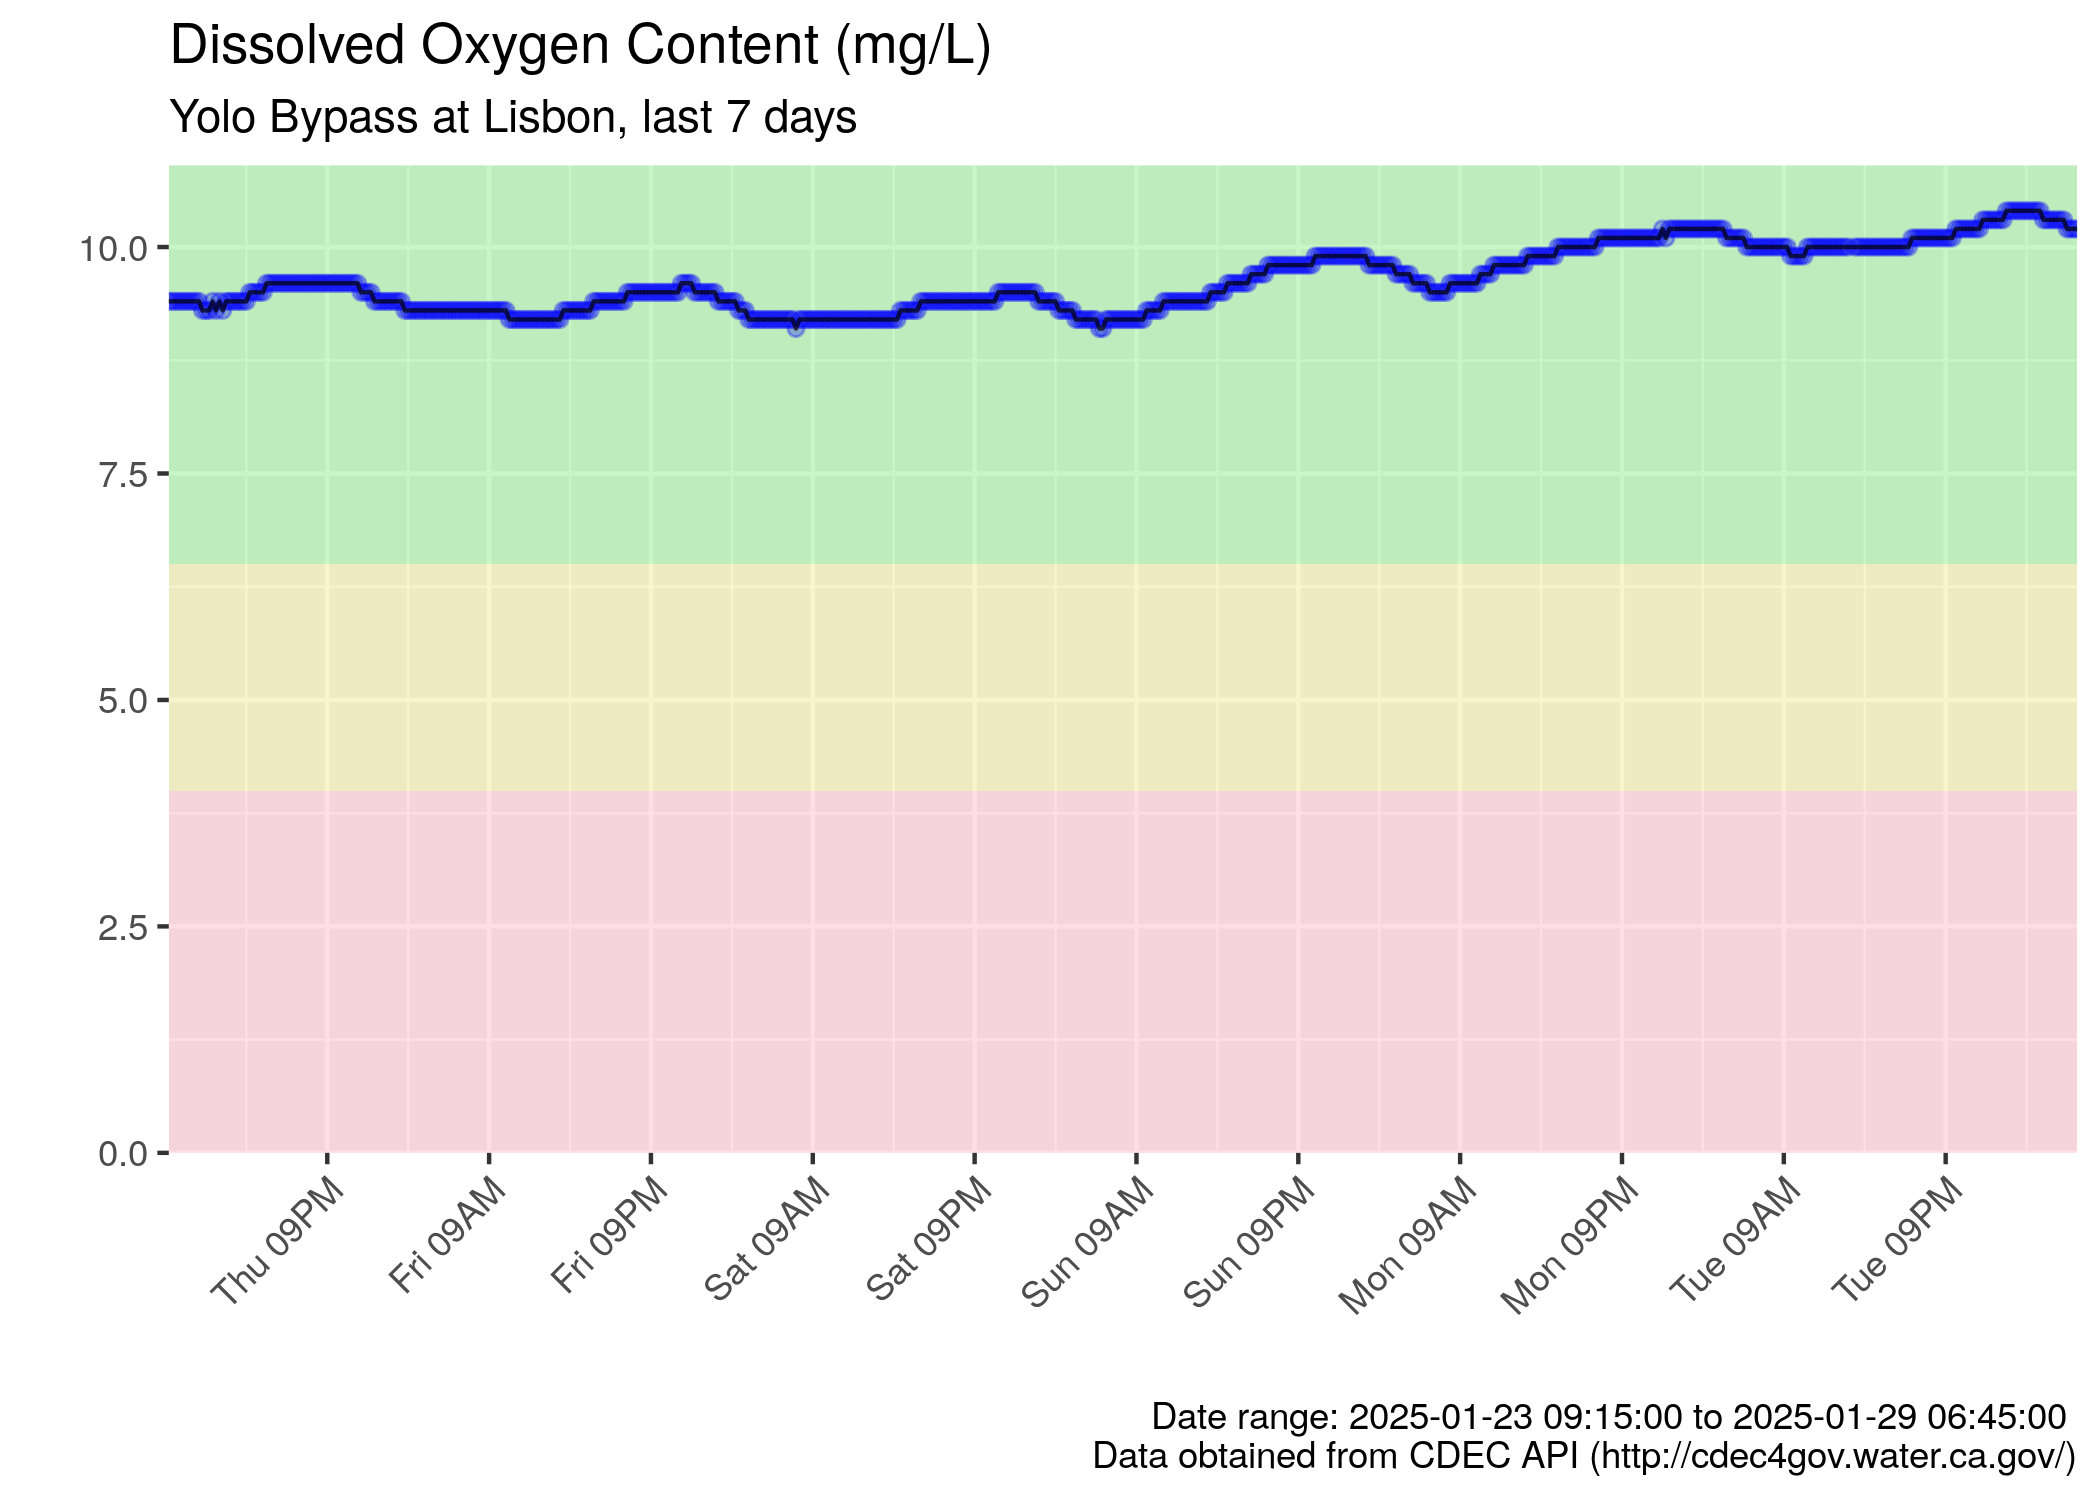 Dissolved Oxygen Content (mg/L)
Yolo Bypass at Lisbon, last 7 days
10.0
7.5
5.0
2.5
0.0
Thu 09PM
Fri 09AM
Fri 09PM
Sat 09AM
Sat 09PM
Sun 09AM
Sun 09PM
Mon 09AM
Mon 09PM
Tue 09AM
Tue 09PM
Date range: 2025-01-23 09:15:00 to 2025-01-29 06:45:00
Data obtained from CDEC API (http://cdec4gov.water.ca.gov/)